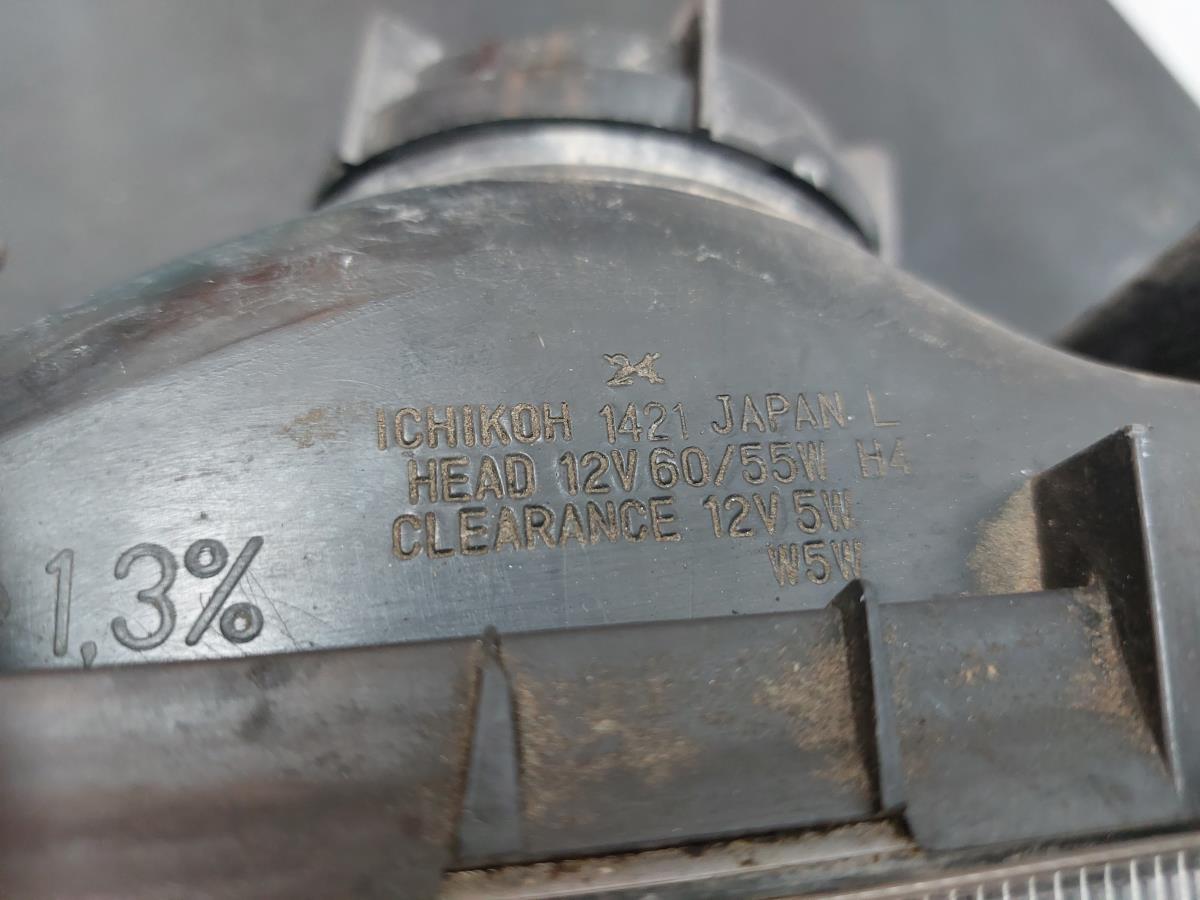 ICHIKOH 1421 JAPAN L
HEAD 12V 60/55W H4
CLEARANCE 12V 5W
W5W
1,3%